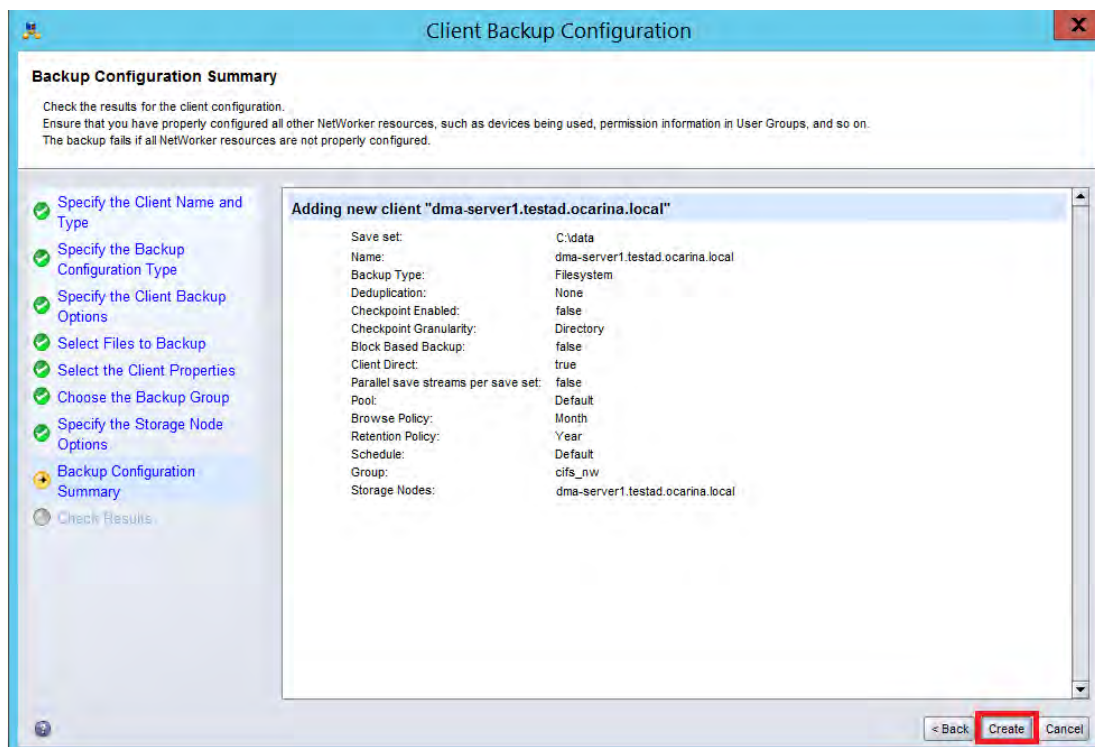 Client Backup Configuration
X
Backup Configuration Summary
Check the results for the client configuration.
Ensure that you have properly configured all other NetWorker resources, such as devices being used, permission information in User Groups, and so on.
The backup fails if all NetWorker resources are not properly configured.
Specify the Client Name and
Type
Specify the Backup
Configuration Type
Specify the Client Backup
Options
Select Files to Backup
Select the Client Properties
Choose the Backup Group
Specify the Storage Node
Options
Backup Configuration
Summary
Check Results
Adding new client "dma-server1.testad.ocarina.local"
Save set: C:\data
Name: dma-server1.testad.ocarina.local
Backup Type: Filesystem
Deduplication: None
Checkpoint Enabled: false
Checkpoint Granularity: Directory
Block Based Backup: false
Client Direct: true
Parallel save streams per save set: false
Pool: Default
Browse Policy: Month
Retention Policy: Year
Schedule: Default
Group: cifs_nw
Storage Nodes: dma-server1.testad.ocarina.local
< Back Create Cancel